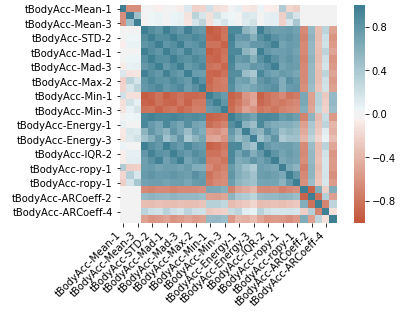 tBodyAcc-Mean-1
tBodyAcc-Mean-3
tBodyAcc-STD-2
tBodyAcc-Mad-1
tBodyAcc-Mad-3
tBodyAcc-Max-2
tBodyAcc-Min-1
tBodyAcc-Min-3
tBodyAcc-Energy-1
tBodyAcc-Energy-3
tBodyAcc-IQR-2
tBodyAcc-ropy-1
tBodyAcc-ropy-1
tBodyAcc-ARCoeff-2
tBodyAcc-ARCoeff-4
tBodyAcc-Mean-1
tBodyAcc-Mean-3
tBodyAcc-STD-2
tBodyAcc-Mad-1
tBodyAcc-Mad-3
tBodyAcc-Max-2
tBodyAcc-Min-1
tBodyAcc-Min-3
tBodyAcc-Energy-1
tBodyAcc-Energy-3
tBodyAcc-IQR-2
tBodyAcc-ropy-1
tBodyAcc-ropy-1
tBodyAcc-ARCoeff-2
tBodyAcc-ARCoeff-4
0.8
0.4
0.0
−0.4
−0.8